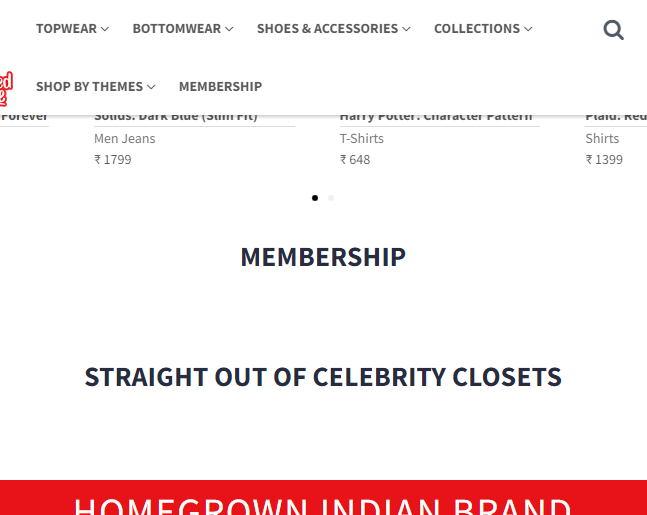 TOPWEAR BOTTOMWEAR SHOES & ACCESSORIES COLLECTIONS
SHOP BY THEMES MEMBERSHIP
Forever Solids: Dark Blue (Slim Fit) Harry Potter: Character Pattern Plaid: Red
Men Jeans T-Shirts Shirts
₹ 1799 ₹ 648 ₹ 1399
MEMBERSHIP
STRAIGHT OUT OF CELEBRITY CLOSETS
HOMEGROWN INDIAN BRAND